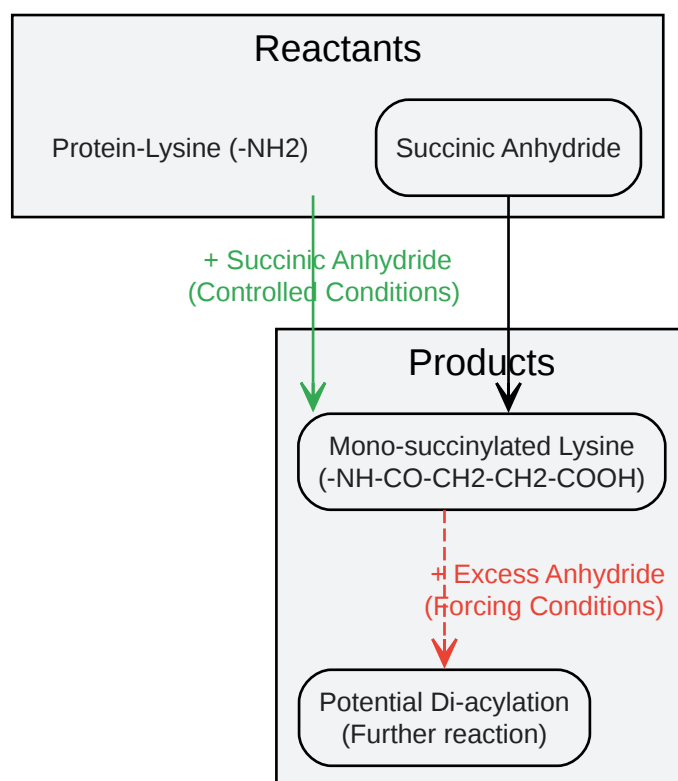 Reactants
Protein-Lysine (-NH2)
Succinic Anhydride
+ Succinic Anhydride
(Controlled Conditions)
Products
Mono-succinylated Lysine
(-NH-CO-CH2-CH2-COOH)
+ Excess Anhydride
(Forcing Conditions)
Potential Di-acylation
(Further reaction)